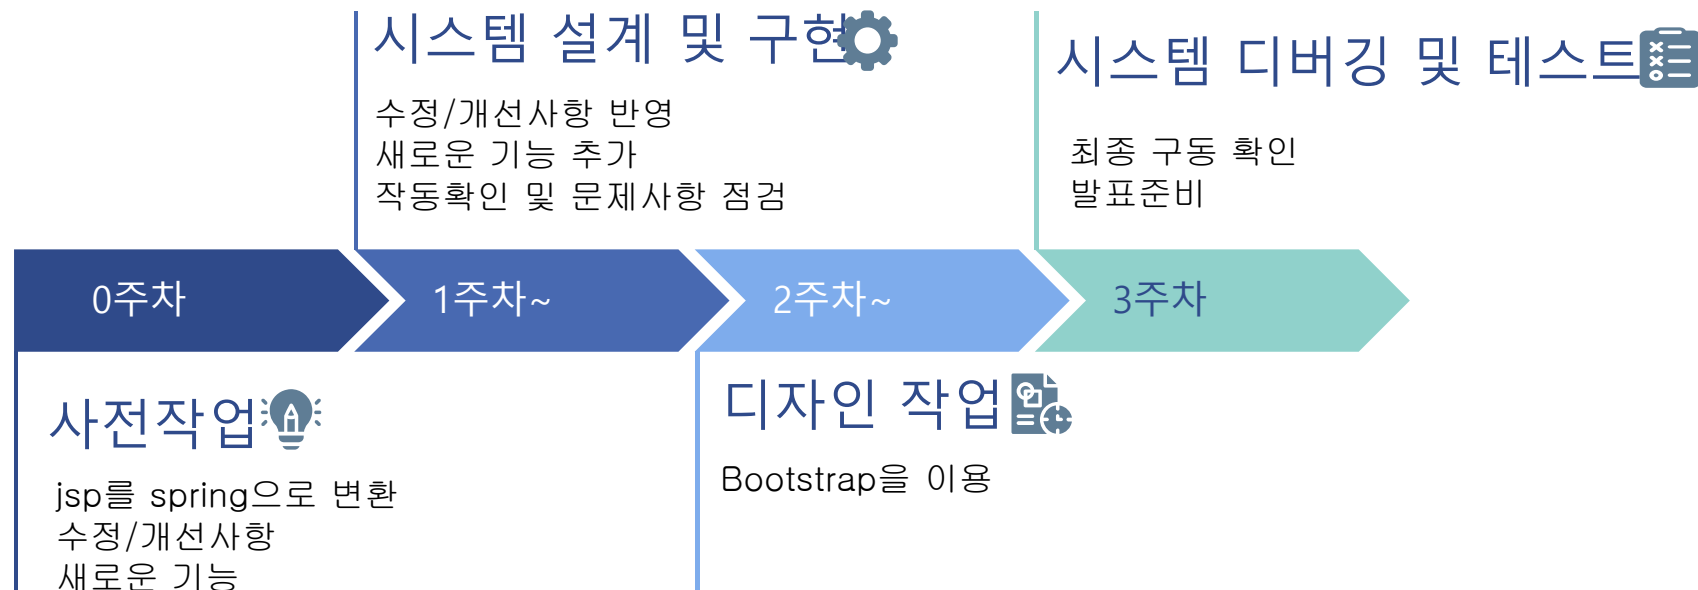 시스템 설계 및 구현
수정/개선사항 반영
새로운 기능 추가
작동확인 및 문제사항 점검
시스템 디버깅 및 테스트
최종 구동 확인
발표준비
0주차
1주차~
2주차~
3주차
사전작업
jsp를 spring으로 변환
수정/개선사항
새로운 기능
디자인 작업
Bootstrap을 이용